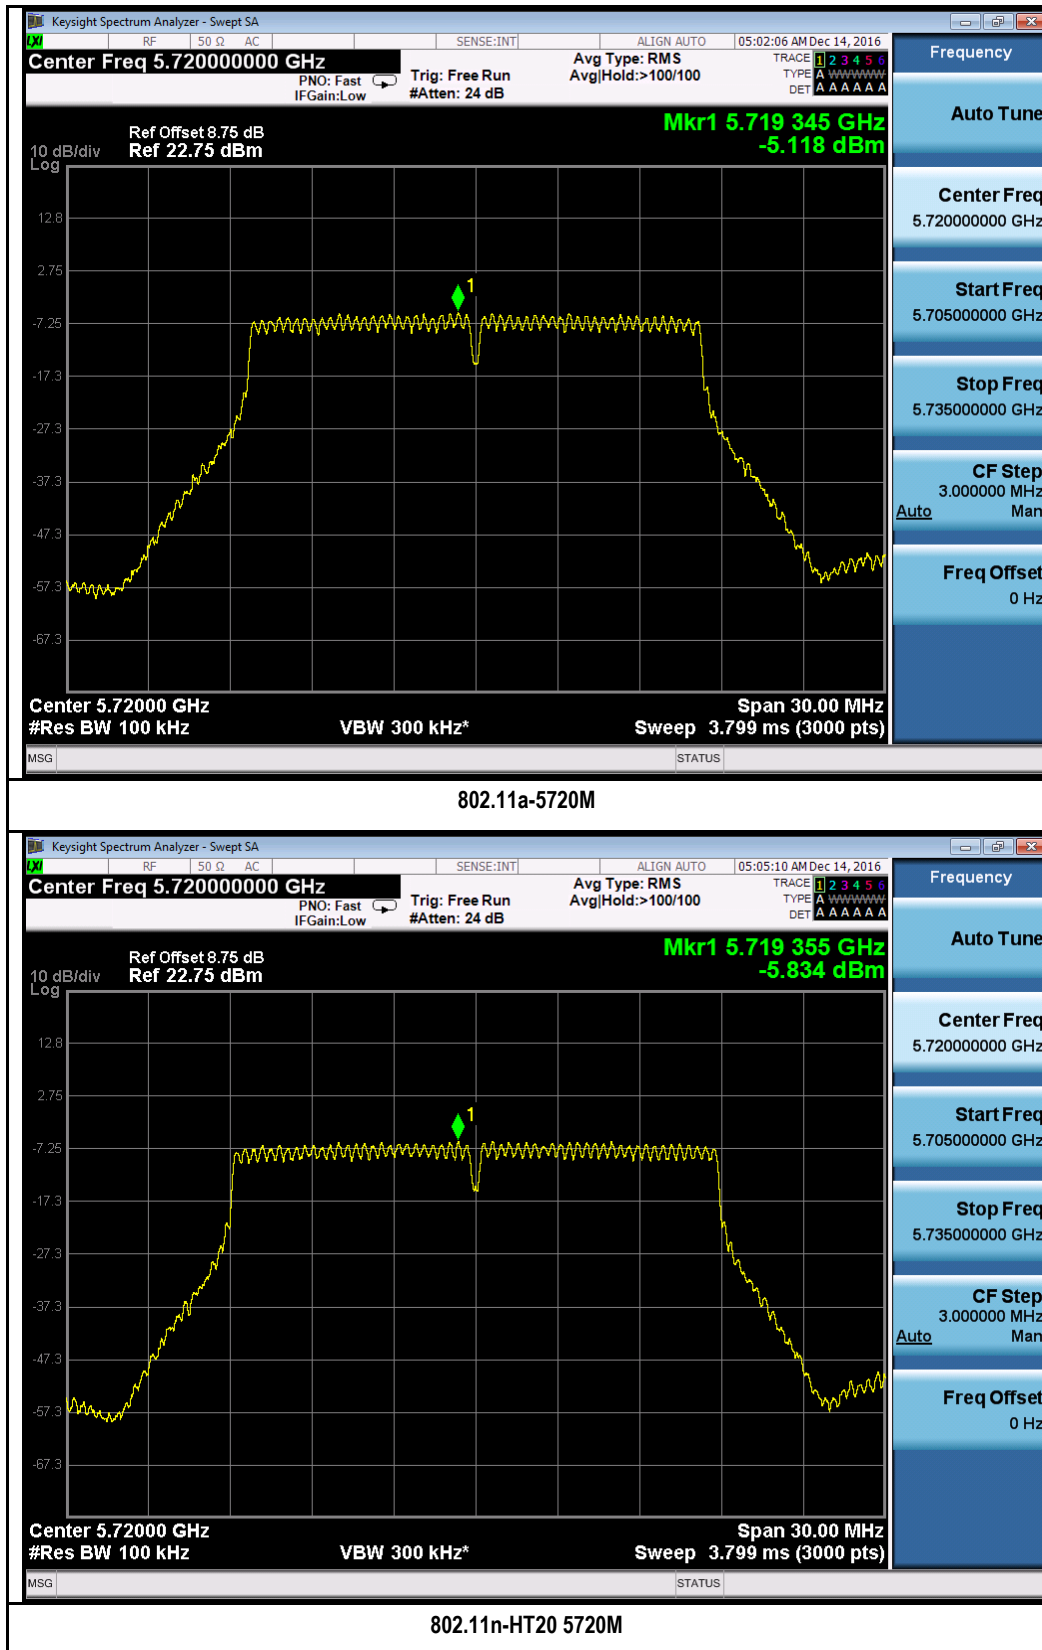 Keysight Spectrum Analyzer - Swept SA
LXI RF 50 Ω AC SENSE:INT ALIGN AUTO 05:02:06 AM Dec 14, 2016
Center Freq 5.720000000 GHz
PNO: Fast
IFGain:Low
Trig: Free Run
#Atten: 24 dB
Avg Type: RMS
Avg|Hold:>100/100
TRACE 1 2 3 4 5 6
TYPE A WWWWW
DET A A A A A A
Frequency
Auto Tune
Mkr1 5.719 345 GHz
-5.118 dBm
Ref Offset 8.75 dB
10 dB/div Ref 22.75 dBm
Log
12.8
2.75
-7.25
-17.3
-27.3
-37.3
-47.3
-57.3
-67.3
1
Center Freq
5.720000000 GHz
Start Freq
5.705000000 GHz
Stop Freq
5.735000000 GHz
CF Step
3.000000 MHz
Auto Man
Freq Offset
0 Hz
Center 5.72000 GHz Span 30.00 MHz
#Res BW 100 kHz VBW 300 kHz* Sweep 3.799 ms (3000 pts)
MSG STATUS
802.11a-5720M
Keysight Spectrum Analyzer - Swept SA
LXI RF 50 Ω AC SENSE:INT ALIGN AUTO 05:05:10 AM Dec 14, 2016
Center Freq 5.720000000 GHz
PNO: Fast
IFGain:Low
Trig: Free Run
#Atten: 24 dB
Avg Type: RMS
Avg|Hold:>100/100
TRACE 1 2 3 4 5 6
TYPE A WWWWW
DET A A A A A A
Frequency
Auto Tune
Mkr1 5.719 355 GHz
-5.834 dBm
Ref Offset 8.75 dB
10 dB/div Ref 22.75 dBm
Log
12.8
2.75
-7.25
-17.3
-27.3
-37.3
-47.3
-57.3
-67.3
1
Center Freq
5.720000000 GHz
Start Freq
5.705000000 GHz
Stop Freq
5.735000000 GHz
CF Step
3.000000 MHz
Auto Man
Freq Offset
0 Hz
Center 5.72000 GHz Span 30.00 MHz
#Res BW 100 kHz VBW 300 kHz* Sweep 3.799 ms (3000 pts)
MSG STATUS
802.11n-HT20 5720M